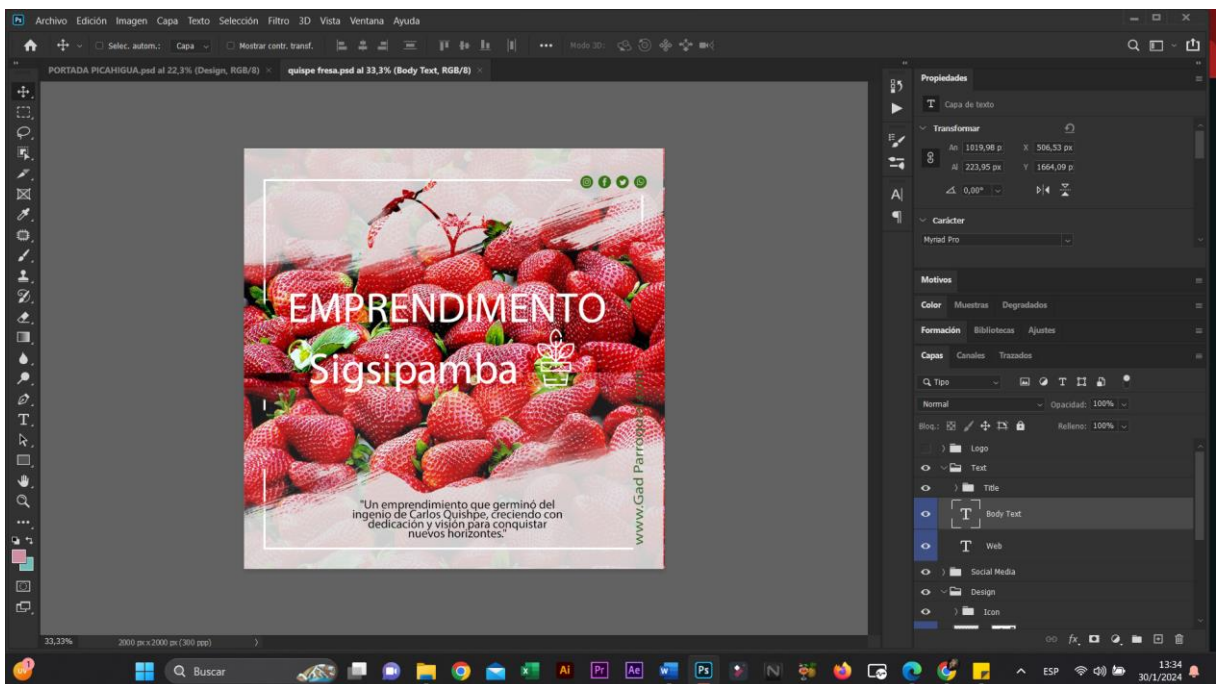 Archivo Edición Imagen Capa Texto Selección Filtro 3D Vista Ventana Ayuda
Selec. autom.: Capa Mostrar contr. transf. Modo 3D:
PORTADA PICAHIGUA.psd al 22,3% (Design, RGB/8) × quispe fresa.psd al 33,3% (Body Text, RGB/8) ×
EMPRENDIMENTO
Sigsipamba
www.Gad Parroqu
"Un emprendimiento que germinó del
ingenio de Carlos Quishpe, creciendo con
dedicación y visión para conquistar
nuevos horizontes."
Propiedades
T Capa de texto
Transformar
An 1019,98 p X 506,53 px
Al 223,95 px Y 1664,09 p
0,00°
Carácter
Myriad Pro
Motivos
Color Muestras Degradados
Formación Bibliotecas Ajustes
Capas Canales Trazados
Tipo
Normal Opacidad: 100%
Bloq.: Relleno: 100%
Logo
Text
Title
T Body Text
T Web
Social Media
Design
Icon
33,33% 2000 px x 2000 px (300 ppp)
Buscar
ESP
13:34
30/1/2024